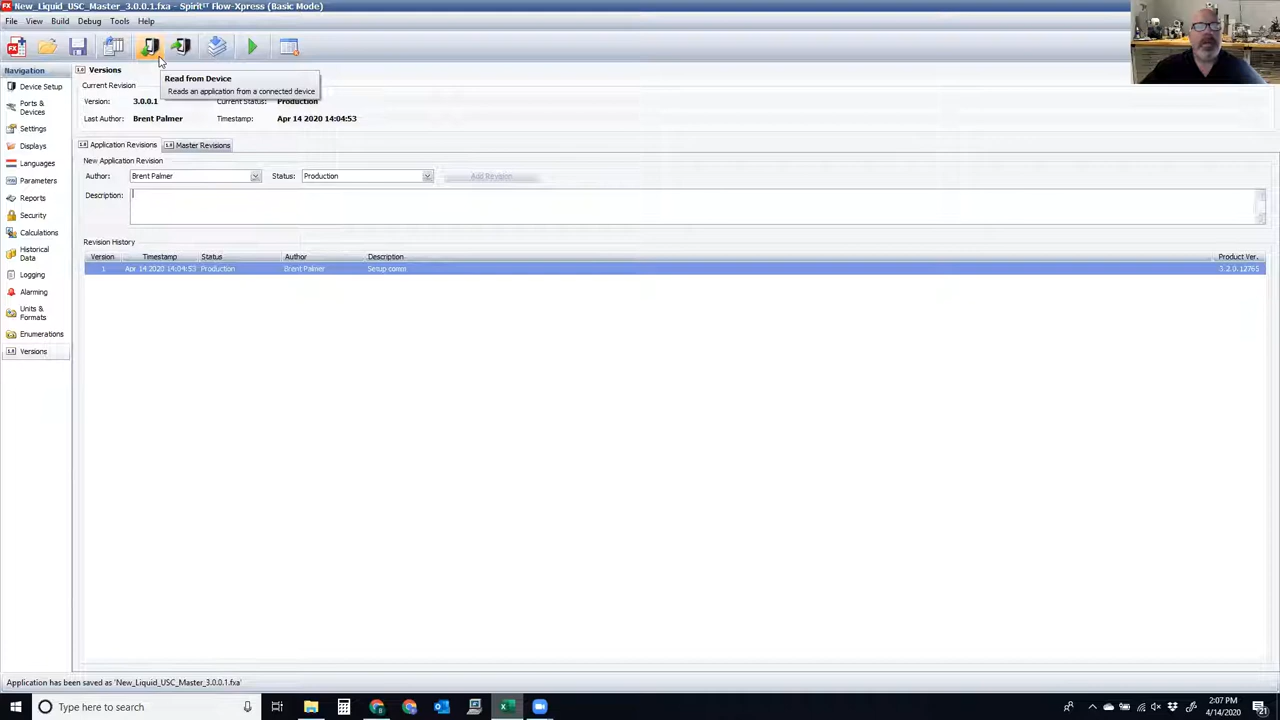 New_Liquid_USC_Master_3.0.0.1.fxa - Spirit IT Flow-Xpress (Basic Mode)
File View Build Debug Tools Help
Read from Device
Reads an application from a connected device
Navigation
Device Setup
Ports & Devices
Settings
Displays
Languages
Parameters
Reports
Security
Calculations
Historical Data
Logging
Alarming
Units & Formats
Enumerations
Versions
Versions
Current Revision
Version: 3.0.0.1 Current Status: Production
Last Author: Brent Palmer Timestamp: Apr 14 2020 14:04:53
Application Revisions Master Revisions
New Application Revision
Author: Brent Palmer Status: Production Add Revision
Description:
Revision History
Version Timestamp Status Author Description Product Ver.
1 Apr 14 2020 14:04:53 Production Brent Palmer Setup comm 3.2.0.12765
Application has been saved as 'New_Liquid_USC_Master_3.0.0.1.fxa'
Type here to search
2:07 PM
4/14/2020
21